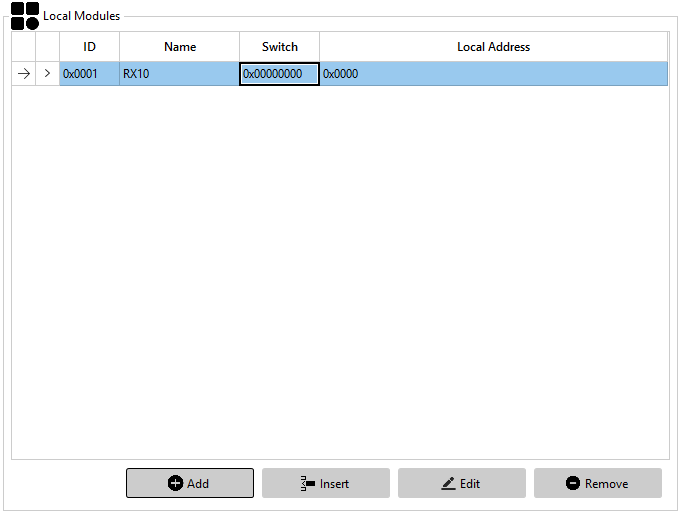 Local Modules
ID Name Switch Local Address
0x0001 RX10 0x00000000 0x0000
Add Insert Edit Remove